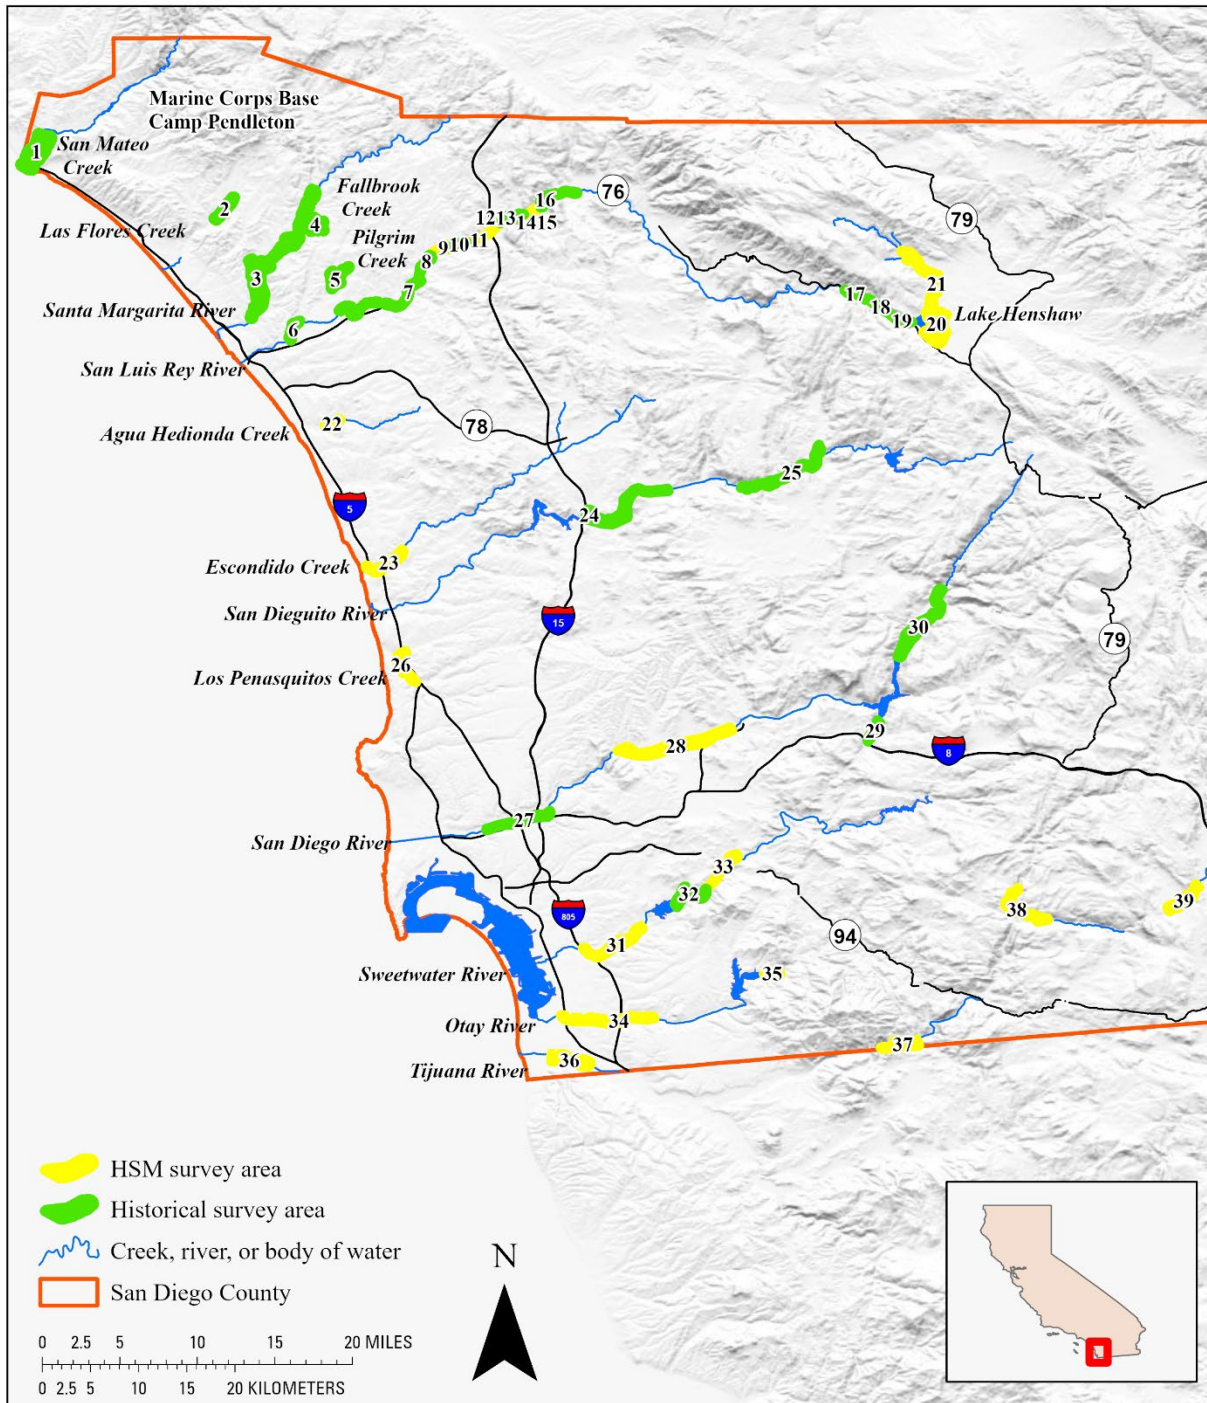 Marine Corps Base
Camp Pendleton
1
San Mateo
Creek
2
Fallbrook
Creek
4
Las Flores Creek
Pilgrim
Creek
3
5
12
13
14
15
16
76
79
9
10
11
8
7
6
Santa Margarita River
San Luis Rey River
17
18
19
20
21
Lake Henshaw
22
Agua Hedionda Creek
78
5
24
25
23
Escondido Creek
San Dieguito River
15
30
79
26
Los Penasquitos Creek
28
29
8
27
San Diego River
33
32
805
31
94
38
39
Sweetwater River
35
Otay River
34
37
36
Tijuana River
HSM survey area
Historical survey area
Creek, river, or body of water
San Diego County
0 2.5 5 10 15 20 MILES
0 2.5 5 10 15 20 KILOMETERS
N